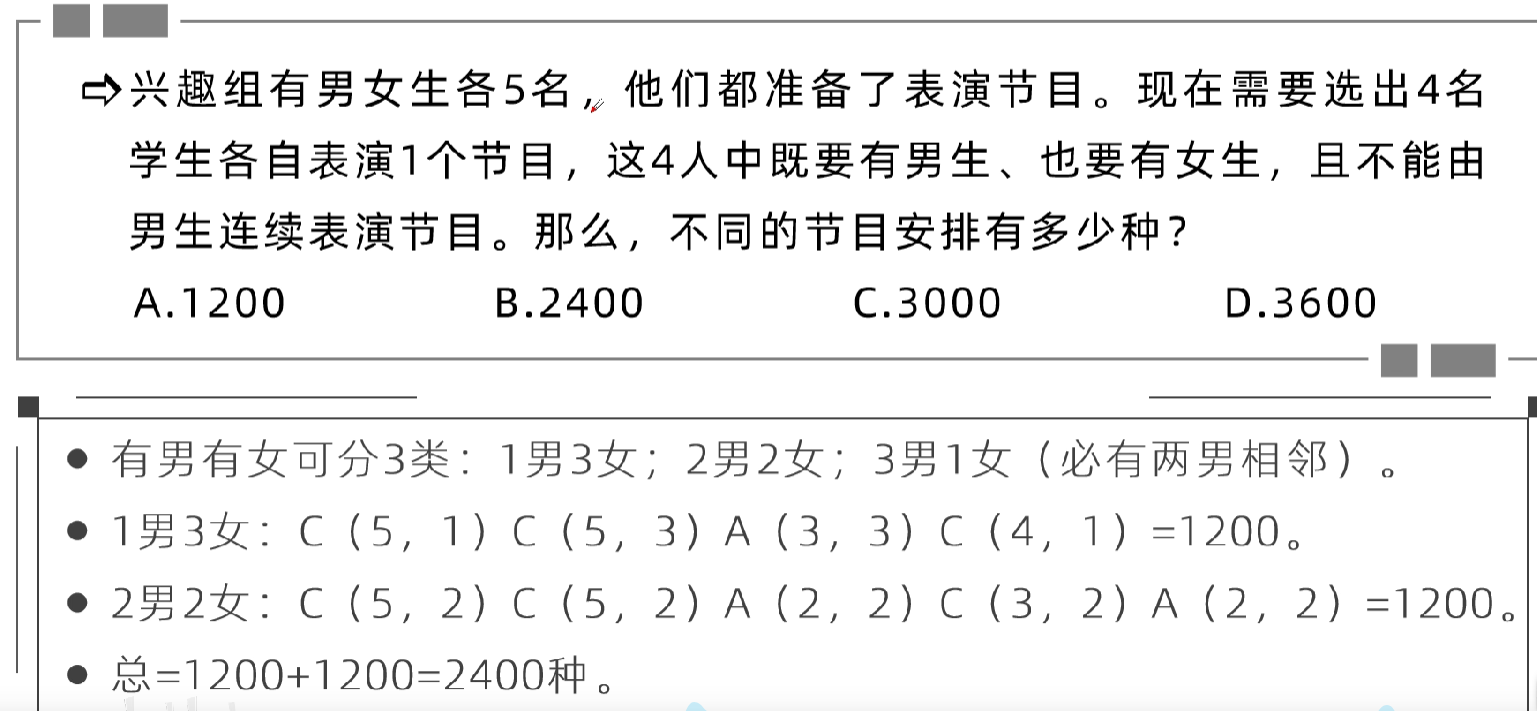 ⇨兴趣组有男女生各5名，他们都准备了表演节目。现在需要选出4名
学生各自表演1个节目，这4人中既要有男生、也要有女生，且不能由
男生连续表演节目。那么，不同的节目安排有多少种？
A.1200 B.2400 C.3000 D.3600
● 有男有女可分3类：1男3女；2男2女；3男1女（必有两男相邻）。
● 1男3女：C（5，1）C（5，3）A（3，3）C（4，1）=1200。
● 2男2女：C（5，2）C（5，2）A（2，2）C（3，2）A（2，2）=1200。
● 总=1200+1200=2400种。